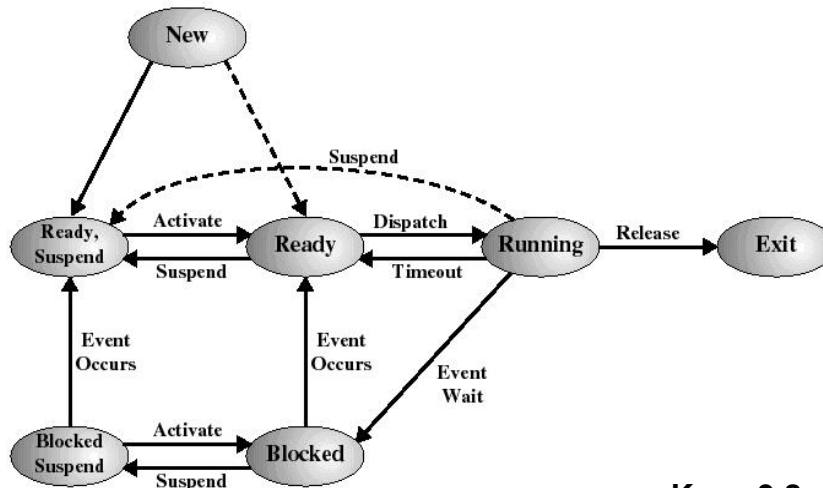 New
Suspend
Ready,
Suspend
Activate
Suspend
Ready
Dispatch
Timeout
Running
Release
Exit
Event
Occurs
Event
Occurs
Event
Wait
Blocked
Suspend
Activate
Suspend
Blocked